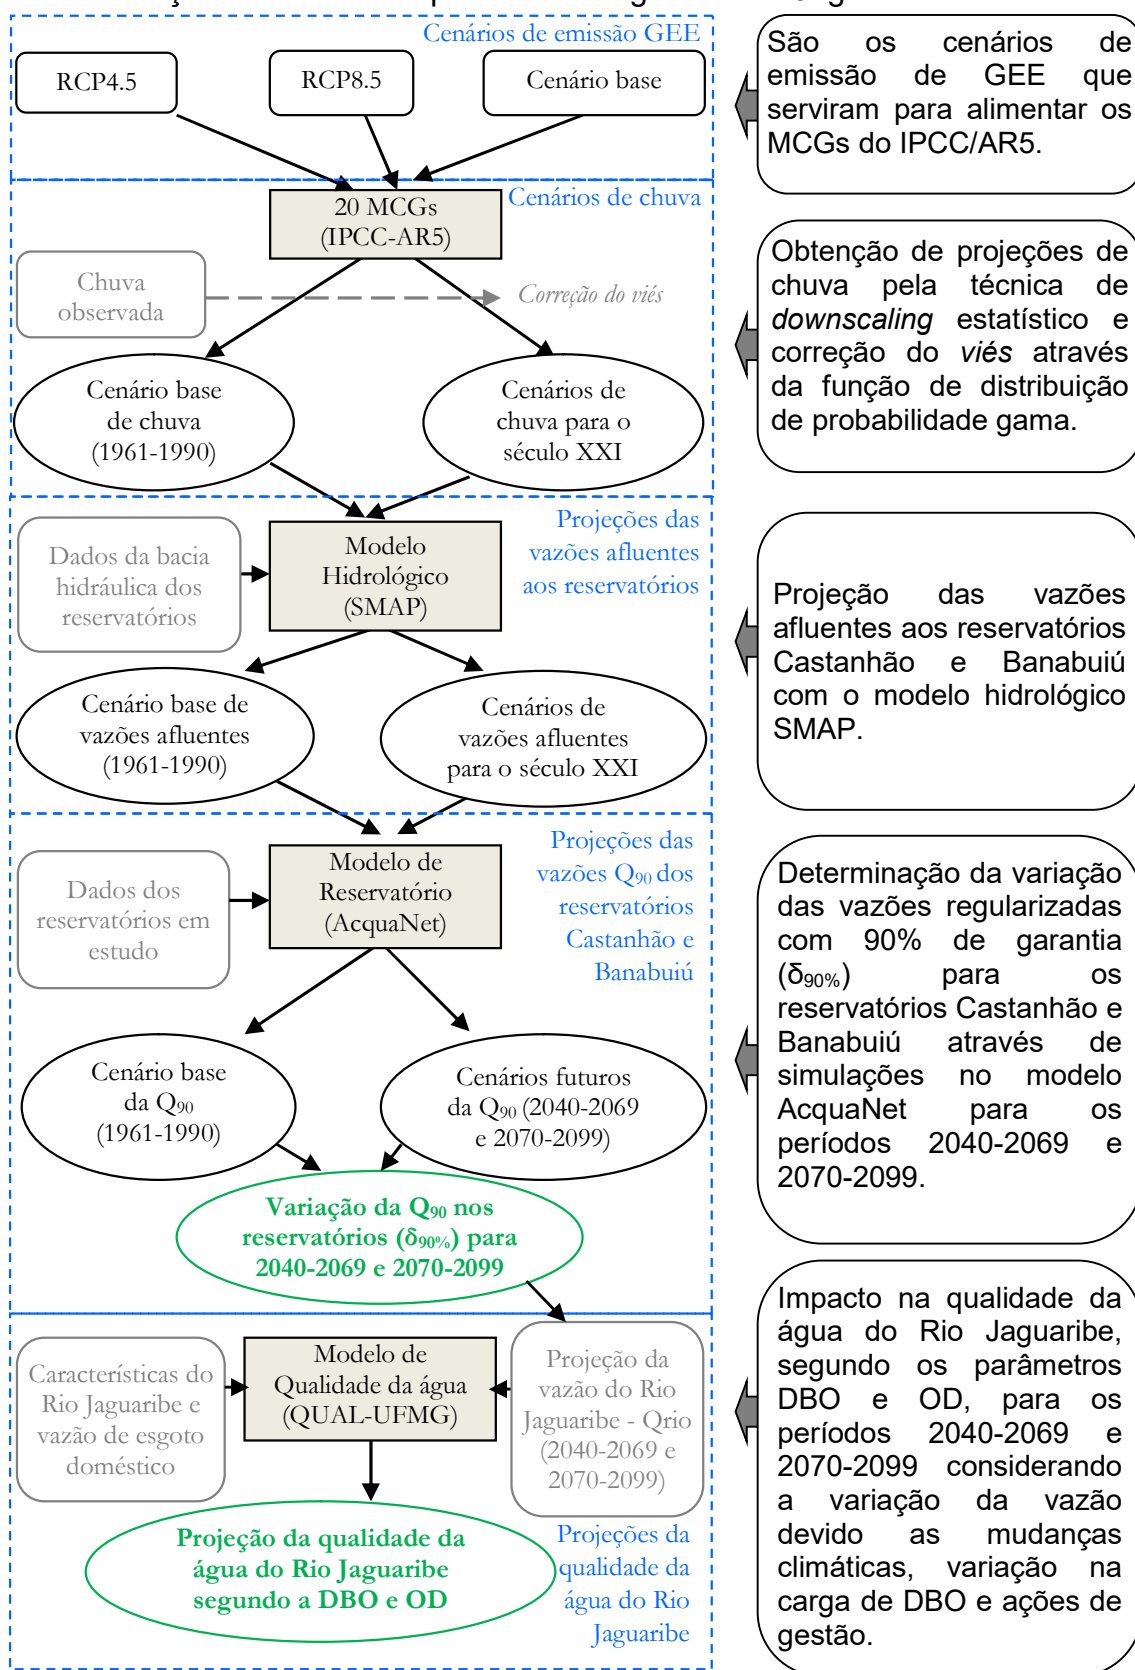 Cenários de emissão GEE
RCP4.5
RCP8.5
Cenário base
São os cenários de
emissão de GEE que
serviram para alimentar os
MCGs do IPCC/AR5.
Cenários de chuva
20 MCGs
(IPCC-AR5)
Chuva
observada
Correção do viés
Cenário base
de chuva
(1961-1990)
Cenários de
chuva para o
século XXI
Obtenção de projeções de
chuva pela técnica de
downscaling estatístico e
correção do viés através
da função de distribuição
de probabilidade gama.
Projeções das
vazões afluentes
aos reservatórios
Dados da bacia
hidráulica dos
reservatórios
Modelo
Hidrológico
(SMAP)
Cenário base de
vazões afluentes
(1961-1990)
Cenários de
vazões afluentes
para o século XXI
Projeção das vazões
afluentes aos reservatórios
Castanhão e Banabuiú
com o modelo hidrológico
SMAP.
Projeções das
vazões Q90 dos
reservatórios
Castanhão e
Banabuiú
Dados dos
reservatórios em
estudo
Modelo de
Reservatório
(AcquaNet)
Cenário base
da Q90
(1961-1990)
Cenários futuros
da Q90 (2040-2069
e 2070-2099)
Variação da Q90 nos
reservatórios (δ90%) para
2040-2069 e 2070-2099
Determinação da variação
das vazões regularizadas
com 90% de garantia
(δ90%) para os
reservatórios Castanhão e
Banabuiú através de
simulações no modelo
AcquaNet para os
períodos 2040-2069 e
2070-2099.
Características do
Rio Jaguaribe e
vazão de esgoto
doméstico
Modelo de
Qualidade da água
(QUAL-UFMG)
Projeção da
vazão do Rio
Jaguaribe - Qrio
(2040-2069 e
2070-2099)
Projeção da qualidade da
água do Rio Jaguaribe
segundo a DBO e OD
Projeções da
qualidade da
água do Rio
Jaguaribe
Impacto na qualidade da
água do Rio Jaguaribe,
segundo os parâmetros
DBO e OD, para os
períodos 2040-2069 e
2070-2099 considerando
a variação da vazão
devido as mudanças
climáticas, variação na
carga de DBO e ações de
gestão.